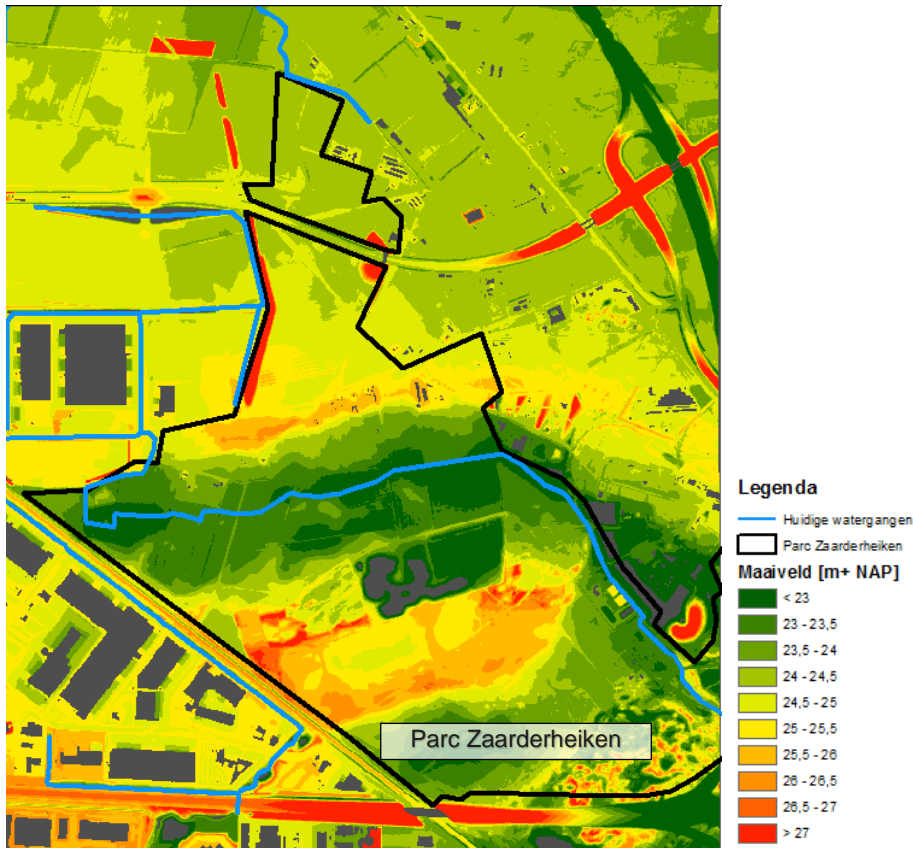 Legenda
Huidige watergangen
Parc Zaarderheiken
Maaiveld [m+ NAP]
< 23
23 - 23,5
23,5 - 24
24 - 24,5
24,5 - 25
25 - 25,5
25,5 - 26
26 - 26,5
26,5 - 27
> 27
Parc Zaarderheiken